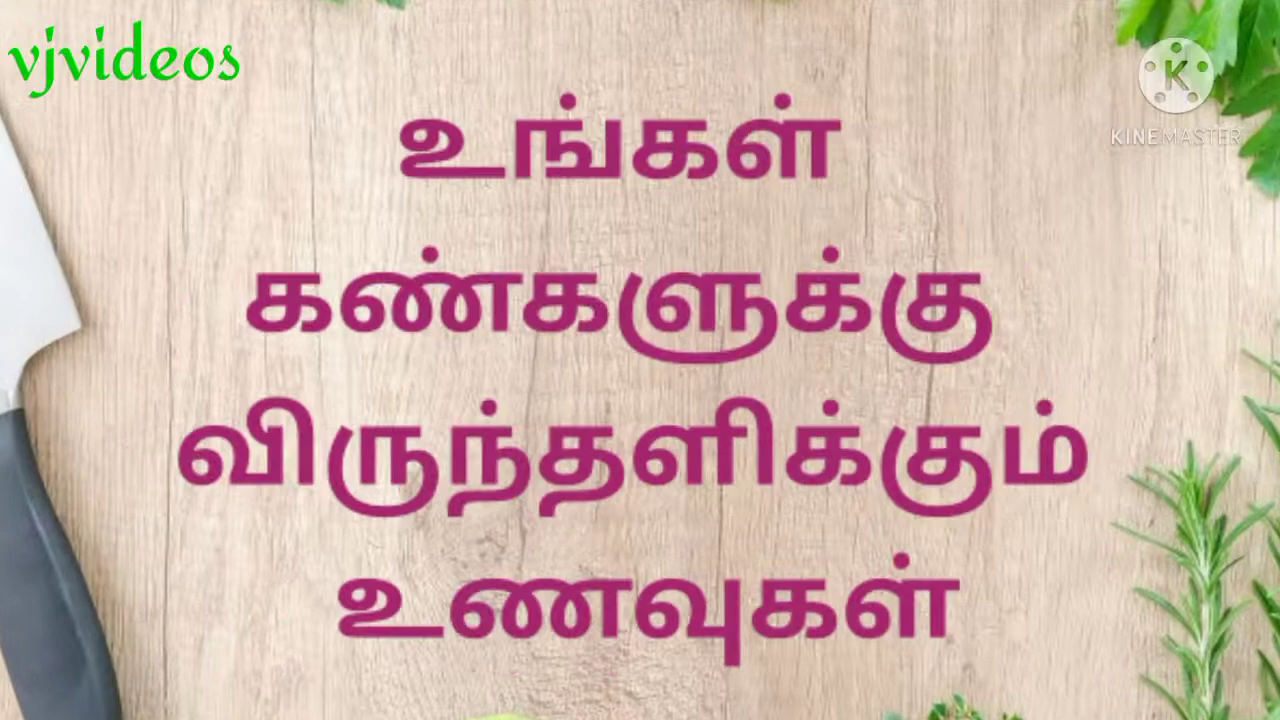 vjvideos
KINEMASTER
உங்கள்
கண்களுக்கு
விருந்தளிக்கும்
உணவுகள்